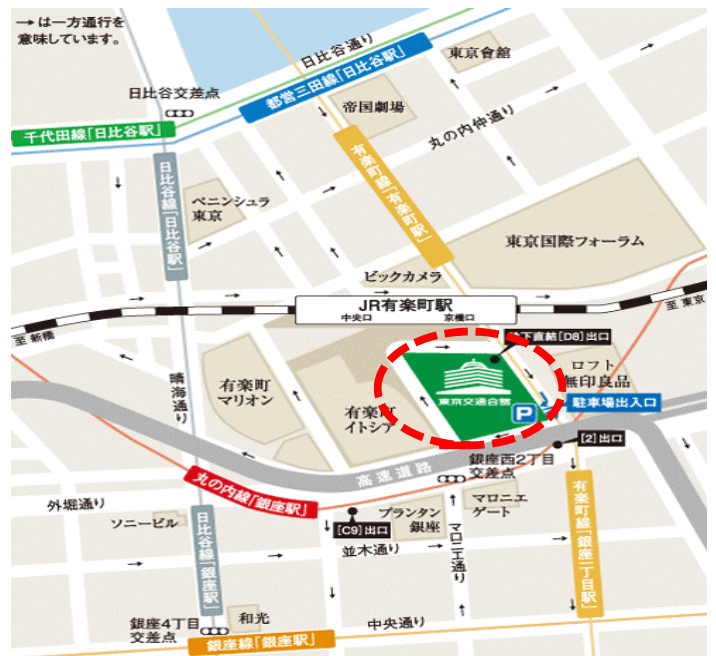 →は一方通行を
意味しています。
日比谷通り
東京會舘
都営三田線「日比谷駅」
日比谷交差点
帝国劇場
千代田線「日比谷駅」
丸の内仲通り
日比谷線「日比谷駅」
有楽町線「有楽町駅」
ペニンシュラ
東京
東京国際フォーラム
ビックカメラ
JR有楽町駅
中央口
京橋口
至 東京
至 新橋
下直結[D8]出口
ロフト
無印良品
晴海通り
有楽町
マリオン
東京交通会館
有楽町
イトシア
P
駐車場出入口
[2]出口
銀座西2丁目
交差点
高速道路
丸の内線「銀座駅」
外堀通り
マロニエ
ゲート
有楽町線「銀座一丁目駅」
ソニービル
日比谷線「銀座駅」
[C9]出口
プランタン
銀座
並木通り
マロニエ通り
和光
銀座4丁目
交差点
中央通り
銀座線「銀座駅」